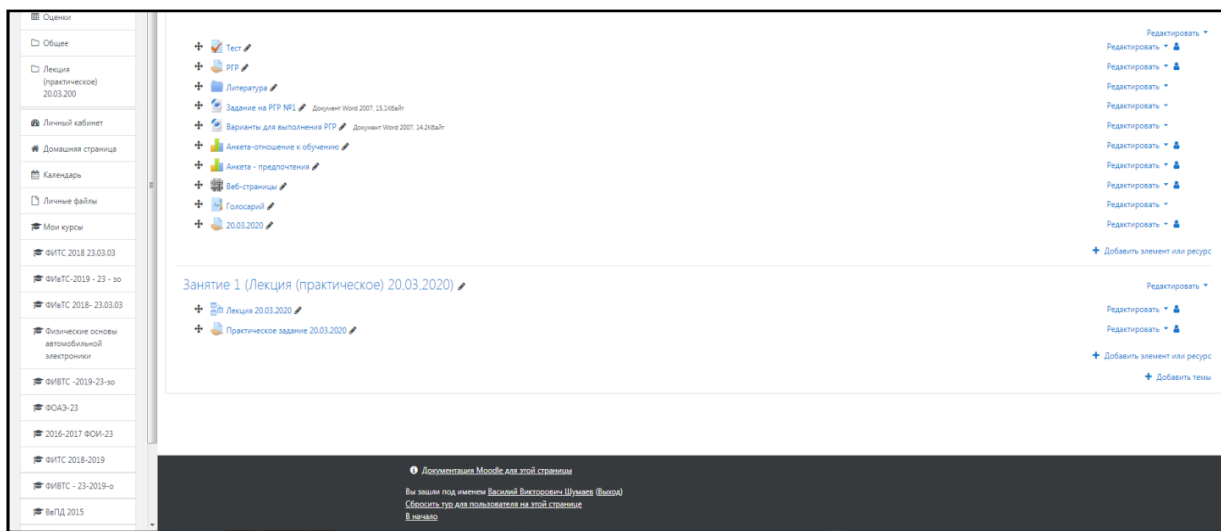 Оценки
Общее
Лекция
(практическое)
20.03.200
Личный кабинет
Домашняя страница
Календарь
Личные файлы
Мои курсы
ФИТС 2018 23.03.03
ФИвТС-2019 - 23 - зо
ФИвТС 2018- 23.03.03
Физические основы
автомобильной
электроники
ФИВТС -2019-23-зо
ФОАЭ-23
2016-2017 ФОИ-23
ФИТС 2018-2019
ФИВТС - 23-2019-о
ВвПД 2015
Редактировать
Тест Редактировать
РГР Редактировать
Литература Редактировать
Задание на РГР №1 Документ Word 2007, 15.1Кбайт Редактировать
Варианты для выполнения РГР Документ Word 2007, 14.2Кбайт Редактировать
Анкета-отношение к обучению Редактировать
Анкета - предпочтения Редактировать
Веб-страницы Редактировать
Голосарий Редактировать
20.03.2020 Редактировать
Добавить элемент или ресурс
Занятие 1 (Лекция (практическое) 20.03.2020) Редактировать
Лекция 20.03.2020 Редактировать
Практическое задание 20.03.2020 Редактировать
Добавить элемент или ресурс
Добавить темы
Документация Moodle для этой страницы
Вы зашли под именем Василий Викторович Шумаев (Выход)
Сбросить тур для пользователя на этой странице
В начало